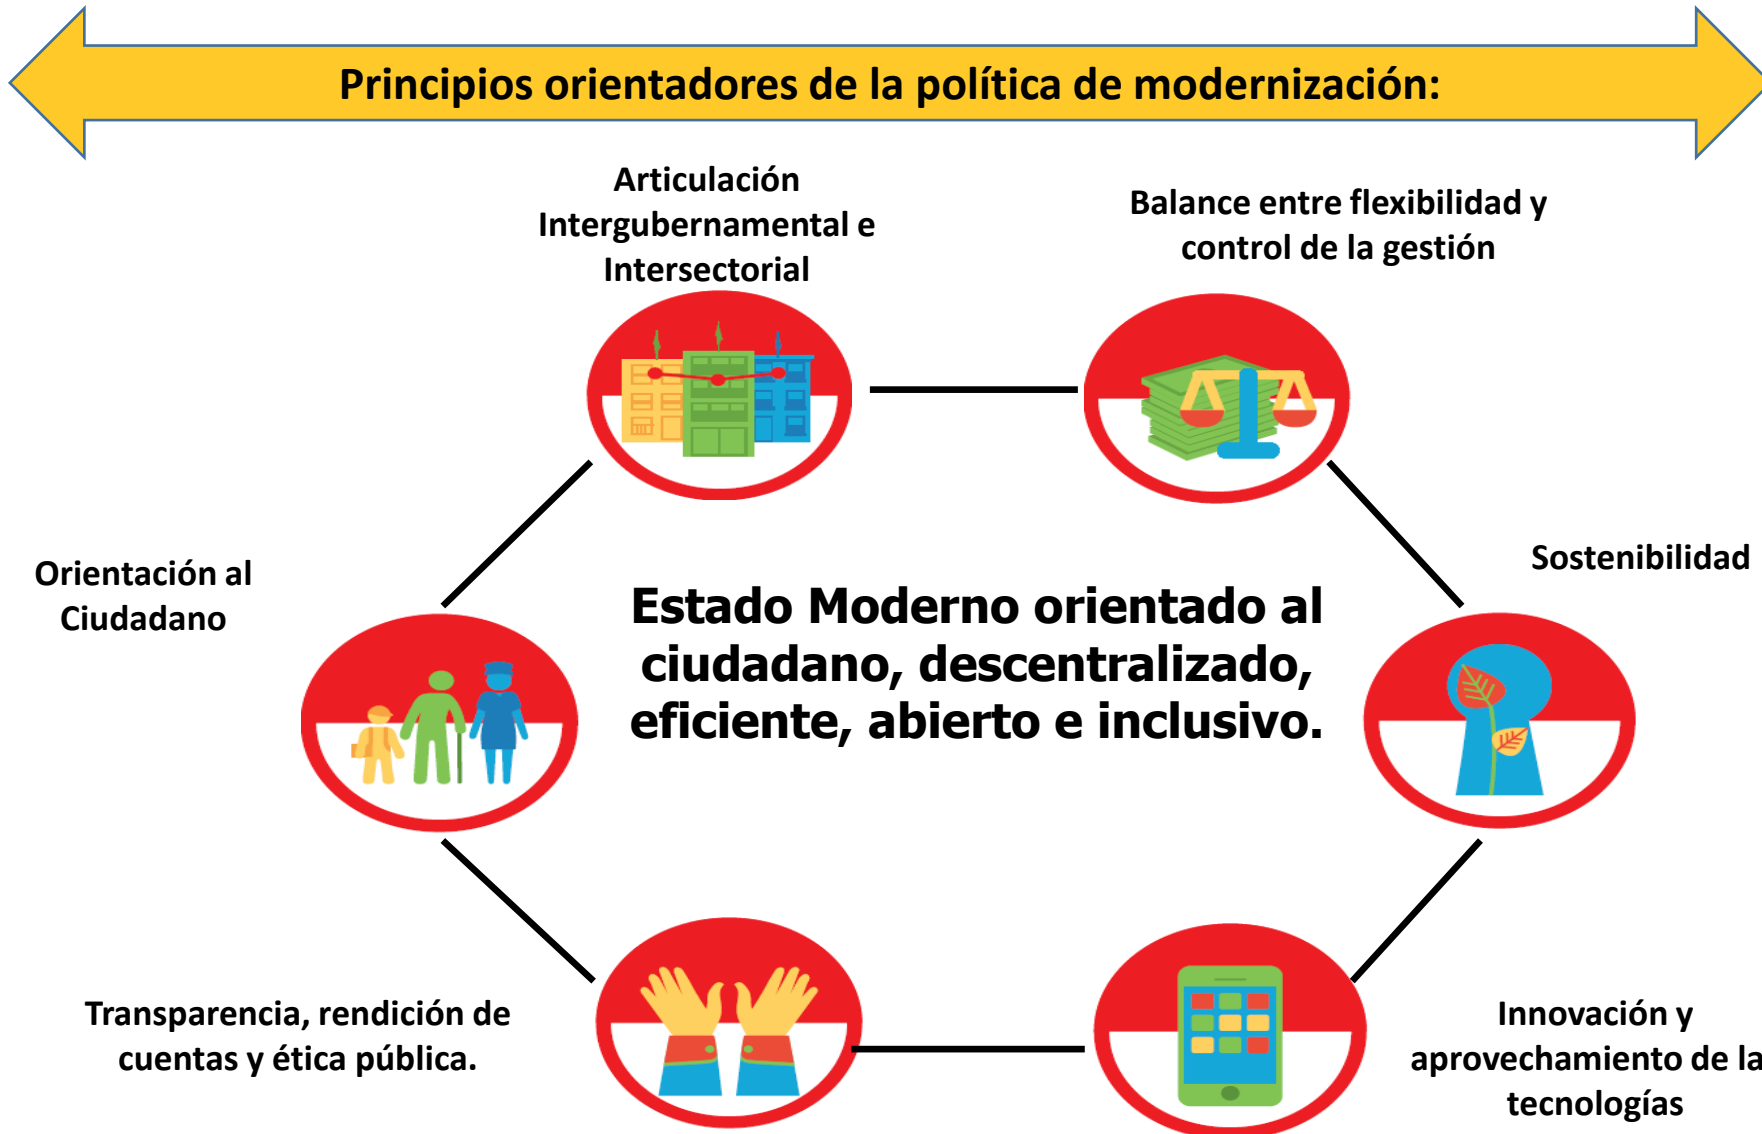 Principios orientadores de la política de modernización:
Articulación
Intergubernamental e
Intersectorial
Balance entre flexibilidad y
control de la gestión
Orientación al
Ciudadano
Sostenibilidad
Estado Moderno orientado al
ciudadano, descentralizado,
eficiente, abierto e inclusivo.
Transparencia, rendición de
cuentas y ética pública.
Innovación y
aprovechamiento de la
tecnologías